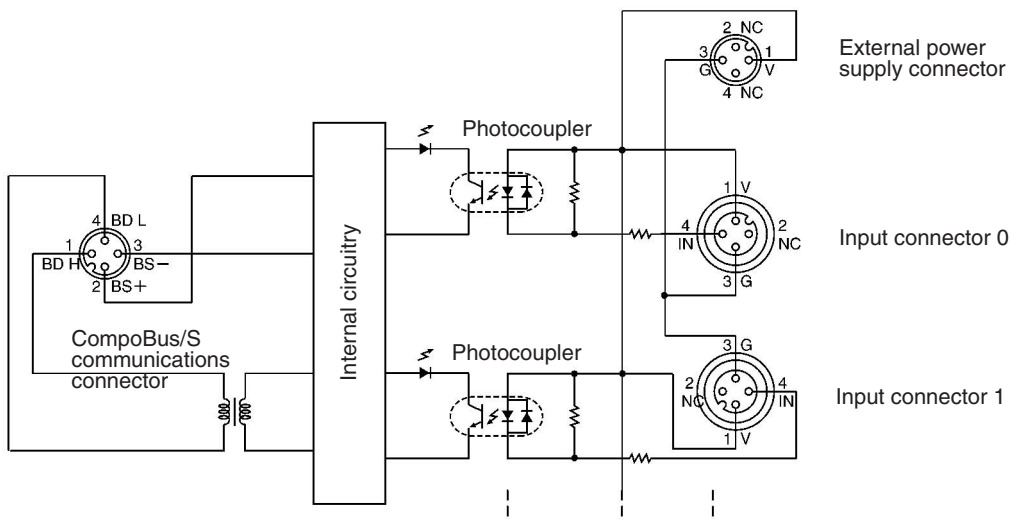 2 NC
3
1
G
V
4 NC
External power
supply connector
Photocoupler
1 V
4
IN
2
NC
3 G
Input connector 0
4 BD L
1
3
BD H
BS−
2 BS+
Internal circuitry
CompoBus/S
communications
connector
Photocoupler
3 G
2
NC
4
IN
1 V
Input connector 1